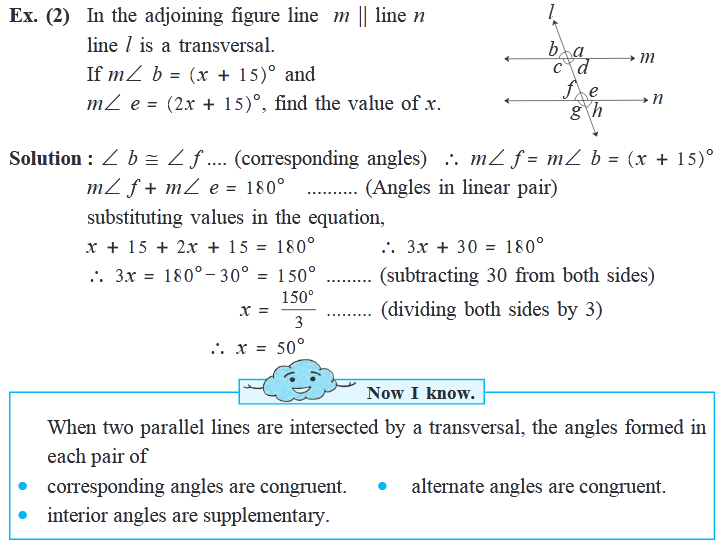 Ex. (2) In the adjoining figure line m || line n
line l is a transversal.
If m∠ b = (x + 15)° and
m∠ e = (2x + 15)°, find the value of x.
l
b a
c d
m
f e
g h
n
Solution : ∠ b ≅ ∠ f .... (corresponding angles) ∴ m∠ f = m∠ b = (x + 15)°
m∠ f + m∠ e = 180° .......... (Angles in linear pair)
substituting values in the equation,
x + 15 + 2x + 15 = 180° ∴ 3x + 30 = 180°
∴ 3x = 180° − 30° = 150° ......... (subtracting 30 from both sides)
x = 150°/3 ......... (dividing both sides by 3)
∴ x = 50°
Now I know.
When two parallel lines are intersected by a transversal, the angles formed in
each pair of
• corresponding angles are congruent. • alternate angles are congruent.
• interior angles are supplementary.